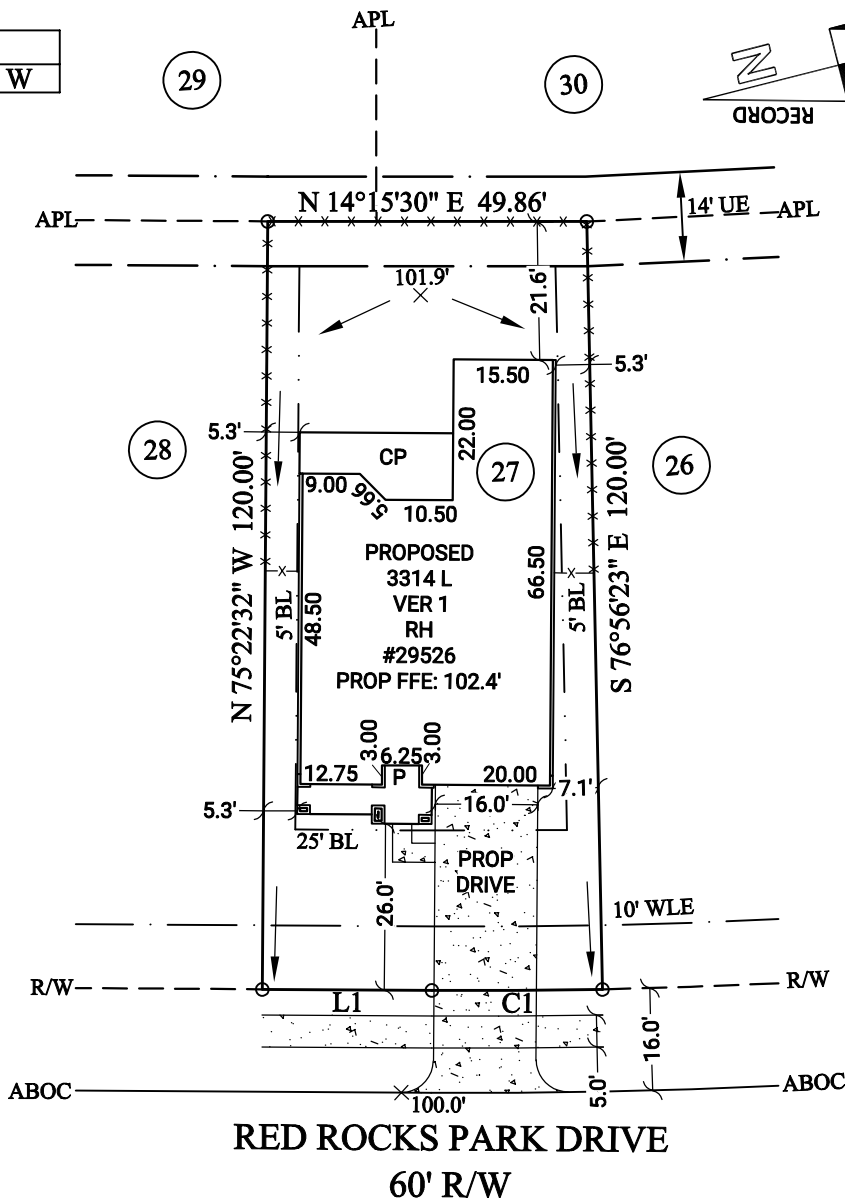 APL
W
29
30
N
RECORD
N 14°15'30" E 49.86'
14' UE
APL
APL
101.9'
21.6'
15.50
5.3'
5.3'
22.00
28
CP
27
26
9.00
5.66
10.50
N 75°22'32" W 120.00'
S 76°56'23" E 120.00'
PROPOSED
3314 L
VER 1
RH
#29526
PROP FFE: 102.4'
66.50
48.50
5' BL
5' BL
3.00
6.25
3.00
12.75
P
20.00
7.1'
5.3'
16.0'
25' BL
PROP
DRIVE
26.0'
10' WLE
R/W
R/W
L1
C1
16.0'
5.0'
ABOC
ABOC
100.0'
RED ROCKS PARK DRIVE
60' R/W